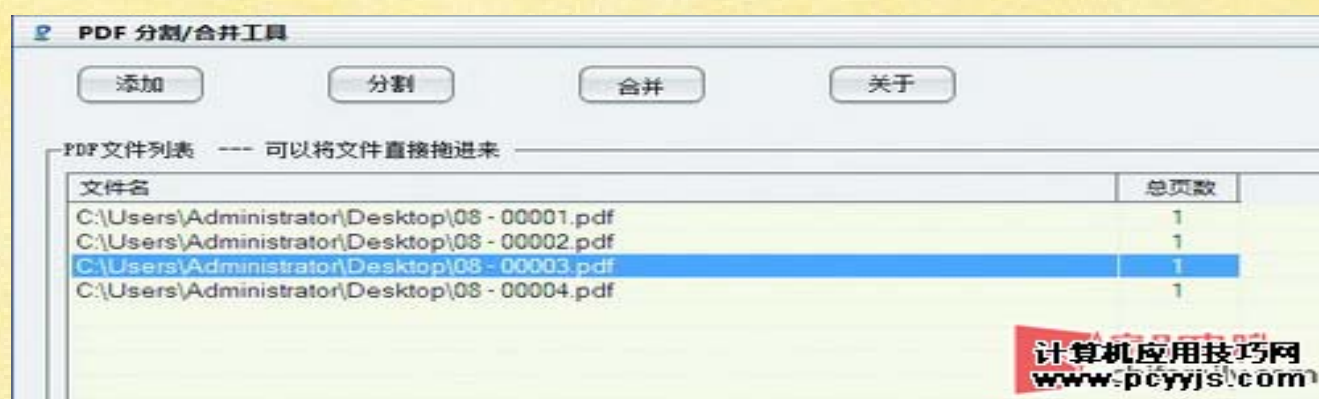 PDF 分割/合并工具
添加 分割 合并 关于
PDF文件列表 --- 可以将文件直接拖进来
文件名 总页数
C:\Users\Administrator\Desktop\08 - 00001.pdf 1
C:\Users\Administrator\Desktop\08 - 00002.pdf 1
C:\Users\Administrator\Desktop\08 - 00003.pdf 1
C:\Users\Administrator\Desktop\08 - 00004.pdf 1
计算机应用技巧网
www.pcyyjs.com